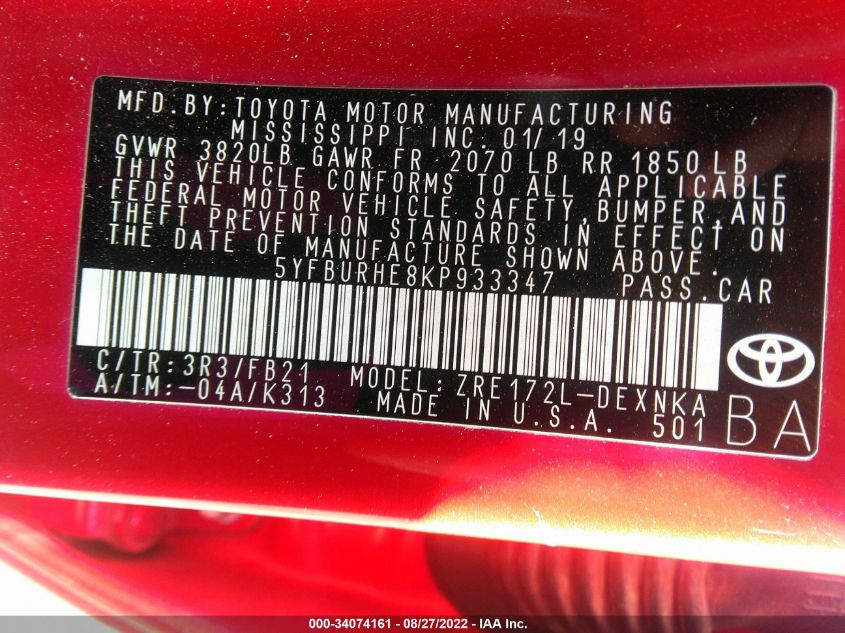 MFD.BY:TOYOTA MOTOR MANUFACTURING
MISSISSIPPI INC. 01/19
GVWR 3820LB GAWR FR 2070 LB RR 1850 LB
THIS VEHICLE CONFORMS TO ALL APPLICABLE
FEDERAL MOTOR VEHICLE SAFETY,BUMPER,AND
THEFT PREVENTION STANDARDS IN EFFECT ON
THE DATE OF MANUFACTURE SHOWN ABOVE.
5YFBURHE8KP933347 PASS.CAR
C/TR:3R3/FB21 MODEL:ZRE172L-DEXNKA
A/TM:-04A/K313 MADE IN U.S.A. 501
BA
000-34074161 - 08/27/2022 - IAA Inc.